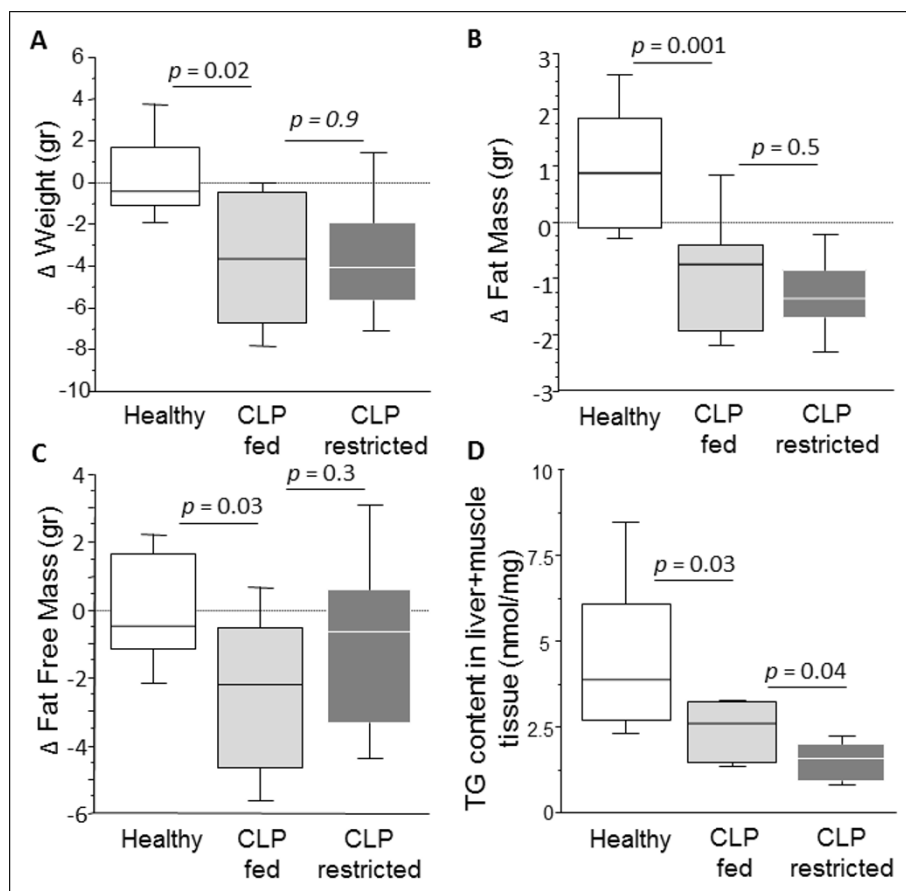 A
Δ Weight (gr)
6
4
2
0
-2
-4
-6
-8
-10
p = 0.02
p = 0.9
Healthy
CLP
fed
CLP
restricted
B
Δ Fat Mass (gr)
3
2
1
0
-1
-2
-3
p = 0.001
p = 0.5
Healthy
CLP
fed
CLP
restricted
C
Δ Fat Free Mass (gr)
4
2
0
-2
-4
-6
p = 0.03
p = 0.3
Healthy
CLP
fed
CLP
restricted
D
TG content in liver+muscle
tissue (nmol/mg)
10
7.5
5
2.5
0
p = 0.03
p = 0.04
Healthy
CLP
fed
CLP
restricted